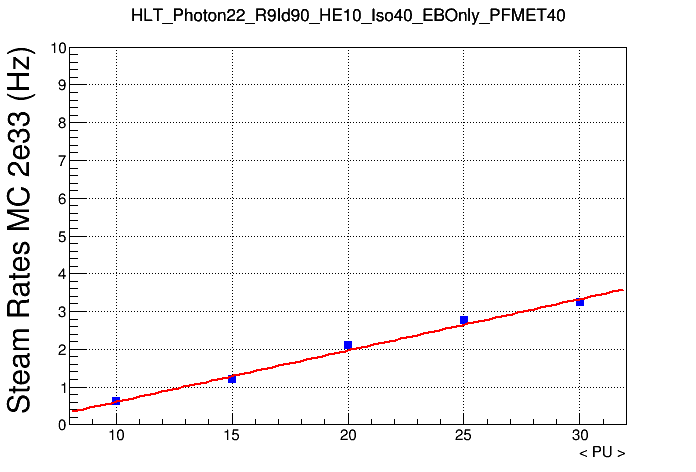 HLT_Photon22_R9Id90_HE10_Iso40_EBOnly_PFMET40
Steam Rates MC 2e33 (Hz)
10
9
8
7
6
5
4
3
2
1
0
10 15 20 25 30
< PU >